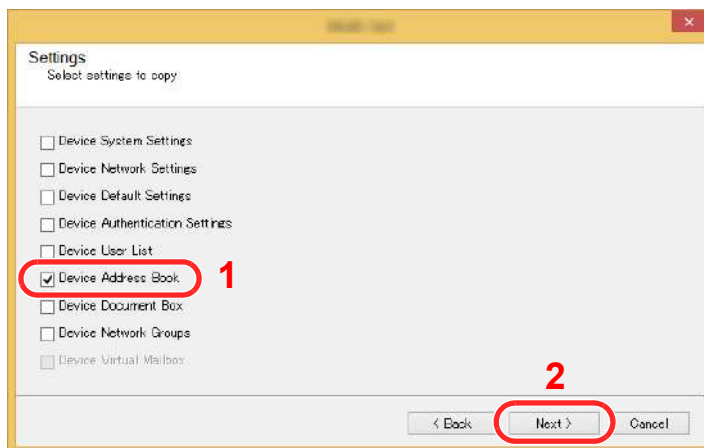 Settings
Select settings to copy
Device System Settings
Device Network Settings
Device Default Settings
Device Authentication Settings
Device User List
Device Address Book
1
Device Document Box
Device Network Groups
Device Virtual Mailbox
2
< Back
Next >
Cancel